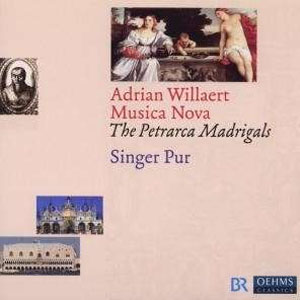 Adrian Willaert
Musica Nova
The Petrarca Madrigals
Singer Pur
BR
OEHMS
CLASSICS